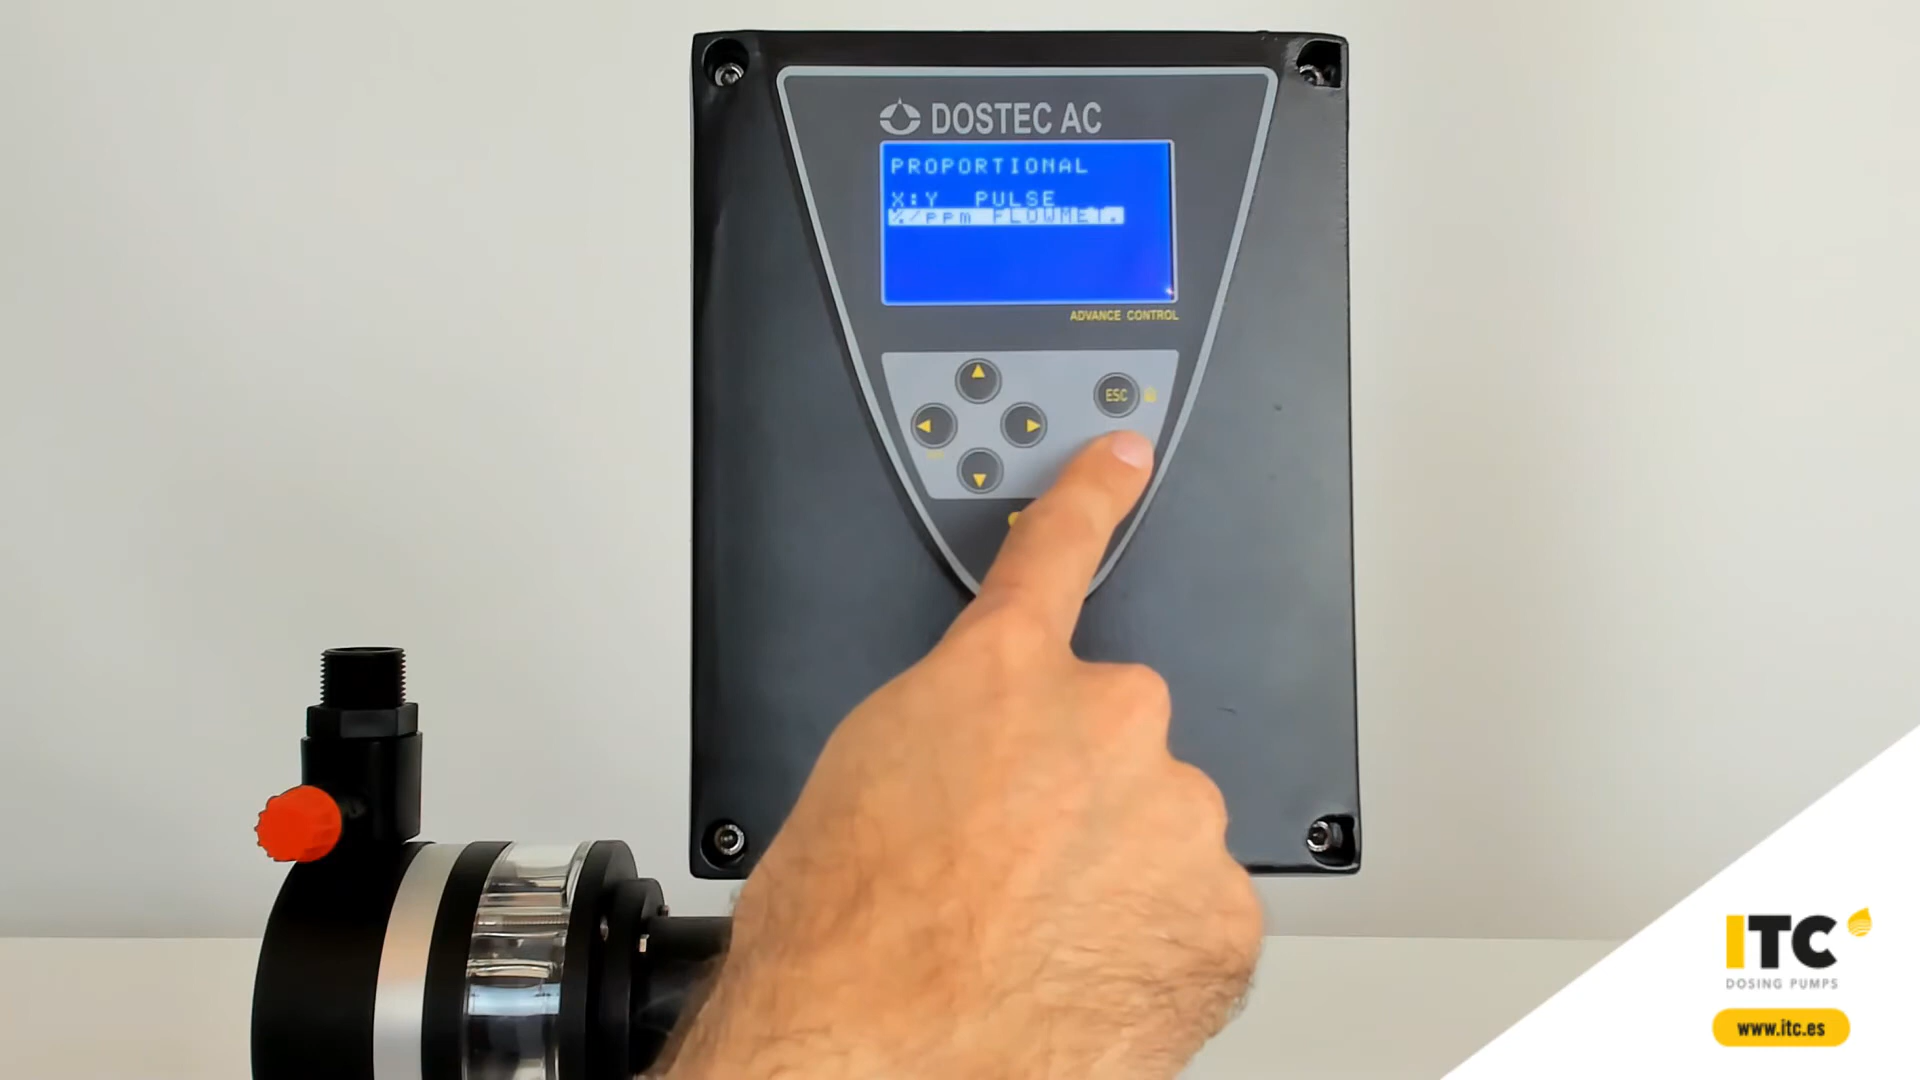 DOSTEC AC
PROPORTIONAL
X:Y PULSE
%/ppm FLOWMET.
ADVANCE CONTROL
ESC
ITC
DOSING PUMPS
www.itc.es